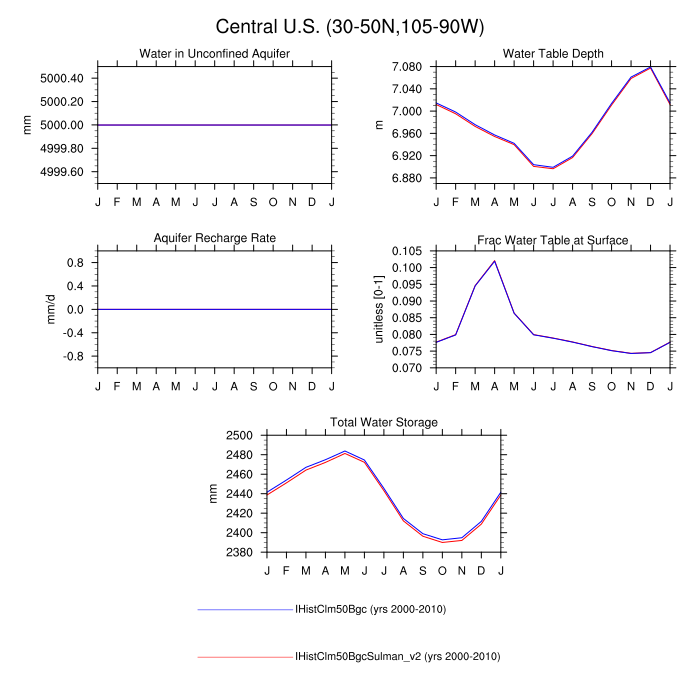 Central U.S. (30-50N,105-90W)
Water in Unconfined Aquifer
mm
5000.40
5000.20
5000.00
4999.80
4999.60
J F M A M J J A S O N D J
Water Table Depth
m
7.080
7.040
7.000
6.960
6.920
6.880
J F M A M J J A S O N D J
Aquifer Recharge Rate
mm/d
0.8
0.4
0.0
-0.4
-0.8
J F M A M J J A S O N D J
Frac Water Table at Surface
unitless [0-1]
0.105
0.100
0.095
0.090
0.085
0.080
0.075
0.070
J F M A M J J A S O N D J
Total Water Storage
mm
2500
2480
2460
2440
2420
2400
2380
J F M A M J J A S O N D J
IHistClm50Bgc (yrs 2000-2010)
IHistClm50BgcSulman_v2 (yrs 2000-2010)